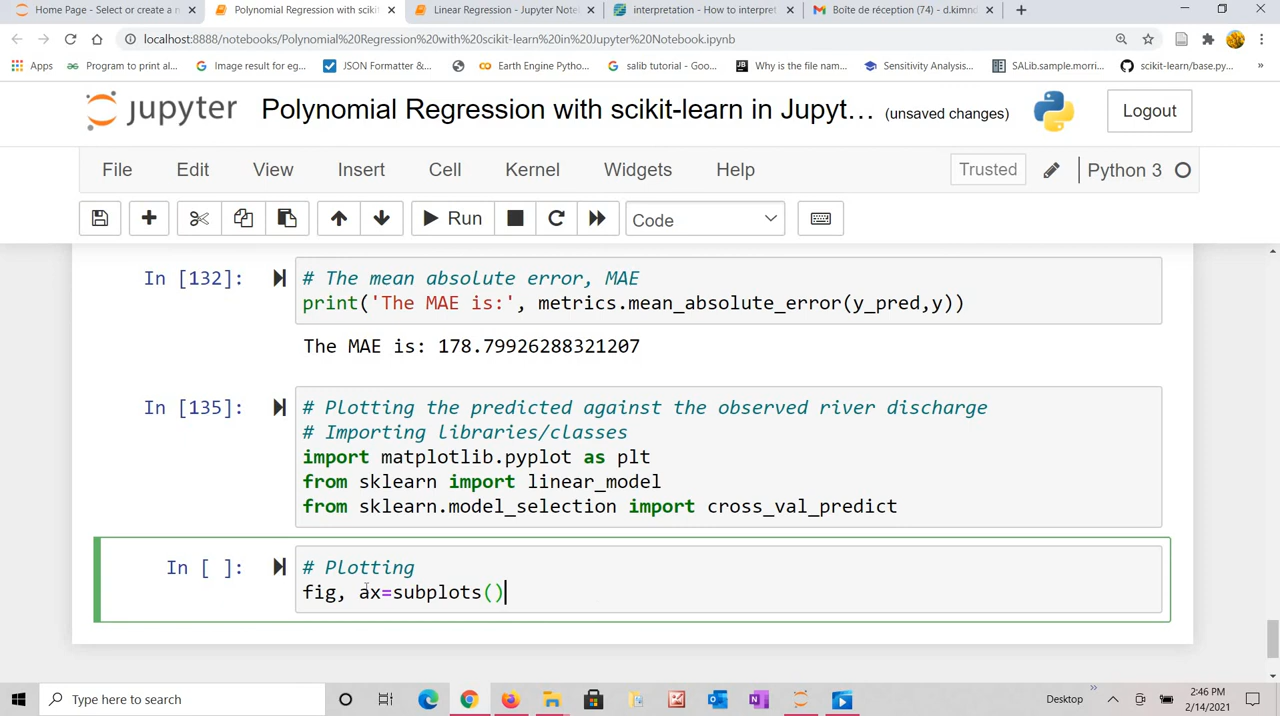 Home Page - Select or create a n
Polynomial Regression with scikit
Linear Regression - Jupyter Note
interpretation - How to interpret
Boîte de réception (74) - d.kimnd
localhost:8888/notebooks/Polynomial%20Regression%20with%20scikit-learn%20in%20Jupyter%20Notebook.ipynb
Apps
Program to print al...
Image result for eg...
JSON Formatter &...
Earth Engine Pytho...
salib tutorial - Goo...
Why is the file nam...
Sensitivity Analysis...
SALib.sample.morri...
scikit-learn/base.py...
»
jupyter
Polynomial Regression with scikit-learn in Jupyt...
(unsaved changes)
Logout
File
Edit
View
Insert
Cell
Kernel
Widgets
Help
Trusted
Python 3
Run
Code
In [132]:
# The mean absolute error, MAE
print('The MAE is:', metrics.mean_absolute_error(y_pred,y))
The MAE is: 178.79926288321207
In [135]:
# Plotting the predicted against the observed river discharge
# Importing libraries/classes
import matplotlib.pyplot as plt
from sklearn import linear_model
from sklearn.model_selection import cross_val_predict
In [ ]:
# Plotting
fig, ax=subplots()
Type here to search
Desktop
»
2:46 PM
2/14/2021